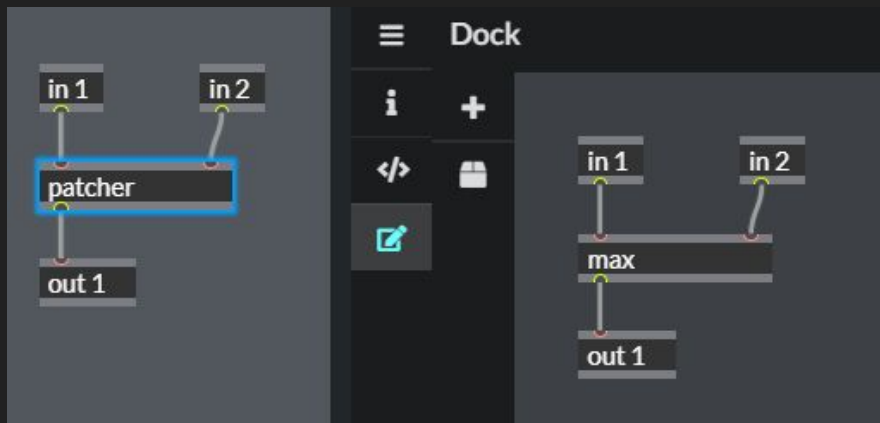 in 1
in 2
patcher
out 1
Dock
i
</>
in 1
in 2
max
out 1